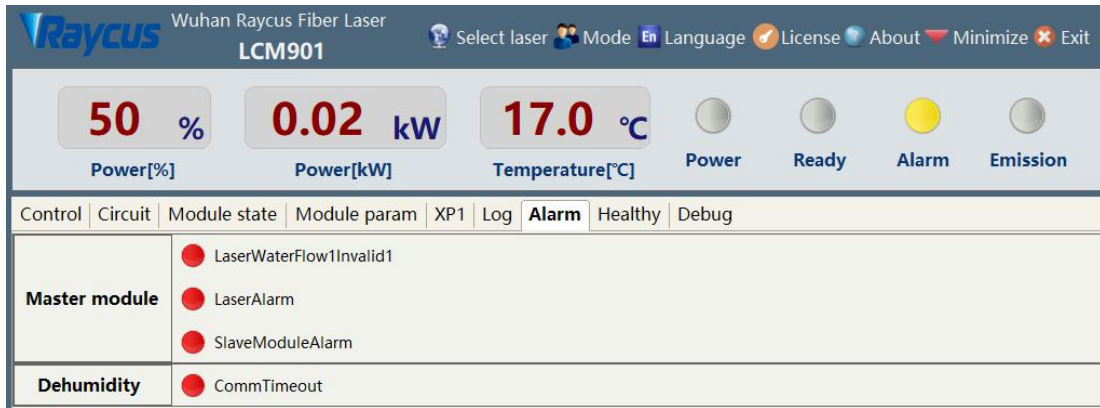 Raycus
Wuhan Raycus Fiber Laser
LCM901
Select laser Mode En Language License About Minimize Exit
50 % 0.02 kW 17.0 ℃
Power[%] Power[kW] Temperature[℃] Power Ready Alarm Emission
Control Circuit Module state Module param XP1 Log Alarm Healthy Debug
LaserWaterFlow1Invalid1
Master module LaserAlarm
SlaveModuleAlarm
Dehumidity CommTimeout